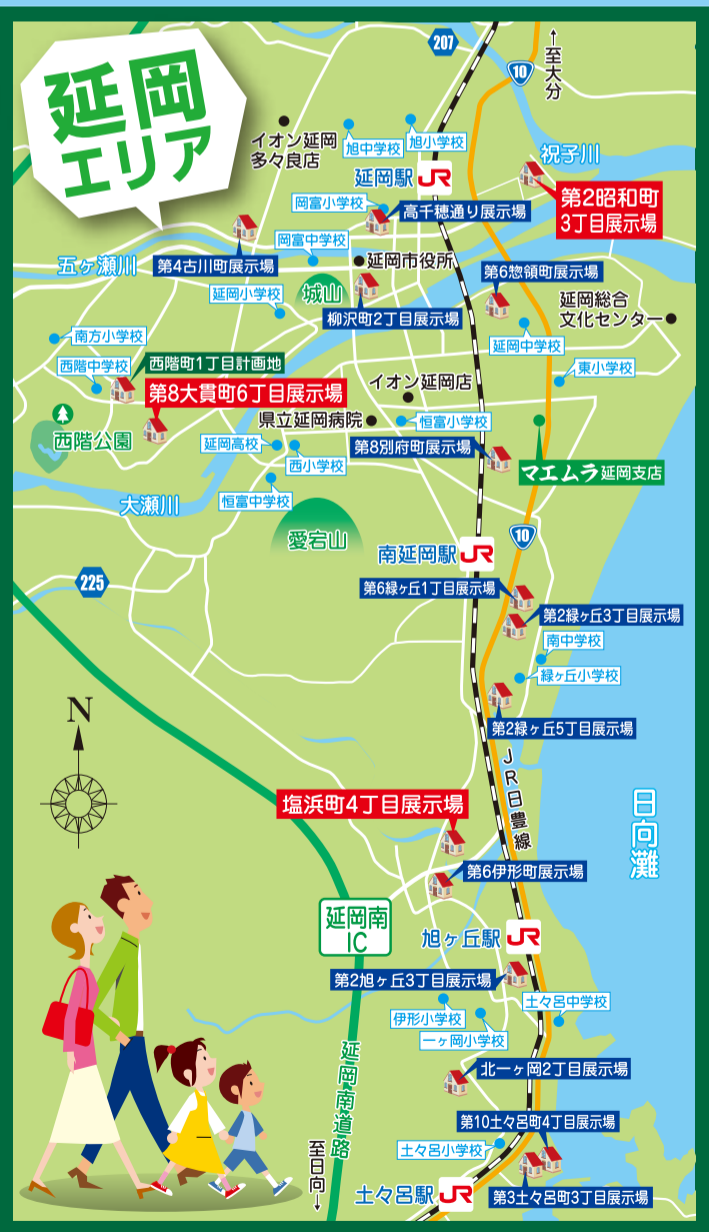 延岡
エリア
207
10
↑至大分
イオン延岡
多々良店
旭中学校
旭小学校
祝子川
延岡駅 JR
第2昭和町
3丁目展示場
岡富小学校
高千穂通り展示場
岡富中学校
五ヶ瀬川
第4古川町展示場
延岡市役所
第6惣領町展示場
城山
延岡小学校
柳沢町2丁目展示場
延岡総合
文化センター
南方小学校
延岡中学校
西階中学校
西階町1丁目計画地
東小学校
第8大貫町6丁目展示場
イオン延岡店
県立延岡病院
恒富小学校
西階公園
延岡高校
第8別府町展示場
西小学校
マエムラ延岡支店
恒富中学校
大瀬川
愛宕山
10
南延岡駅 JR
225
第6緑ヶ丘1丁目展示場
第2緑ヶ丘3丁目展示場
南中学校
緑ヶ丘小学校
N
第2緑ヶ丘5丁目展示場
JR日豊線
日向灘
塩浜町4丁目展示場
第6伊形町展示場
延岡南
IC
旭ヶ丘駅 JR
第2旭ヶ丘3丁目展示場
土々呂中学校
伊形小学校
一ヶ岡小学校
延岡南道路
北一ヶ岡2丁目展示場
第10土々呂町4丁目展示場
土々呂小学校
至日向↓
土々呂駅 JR
第3土々呂町3丁目展示場